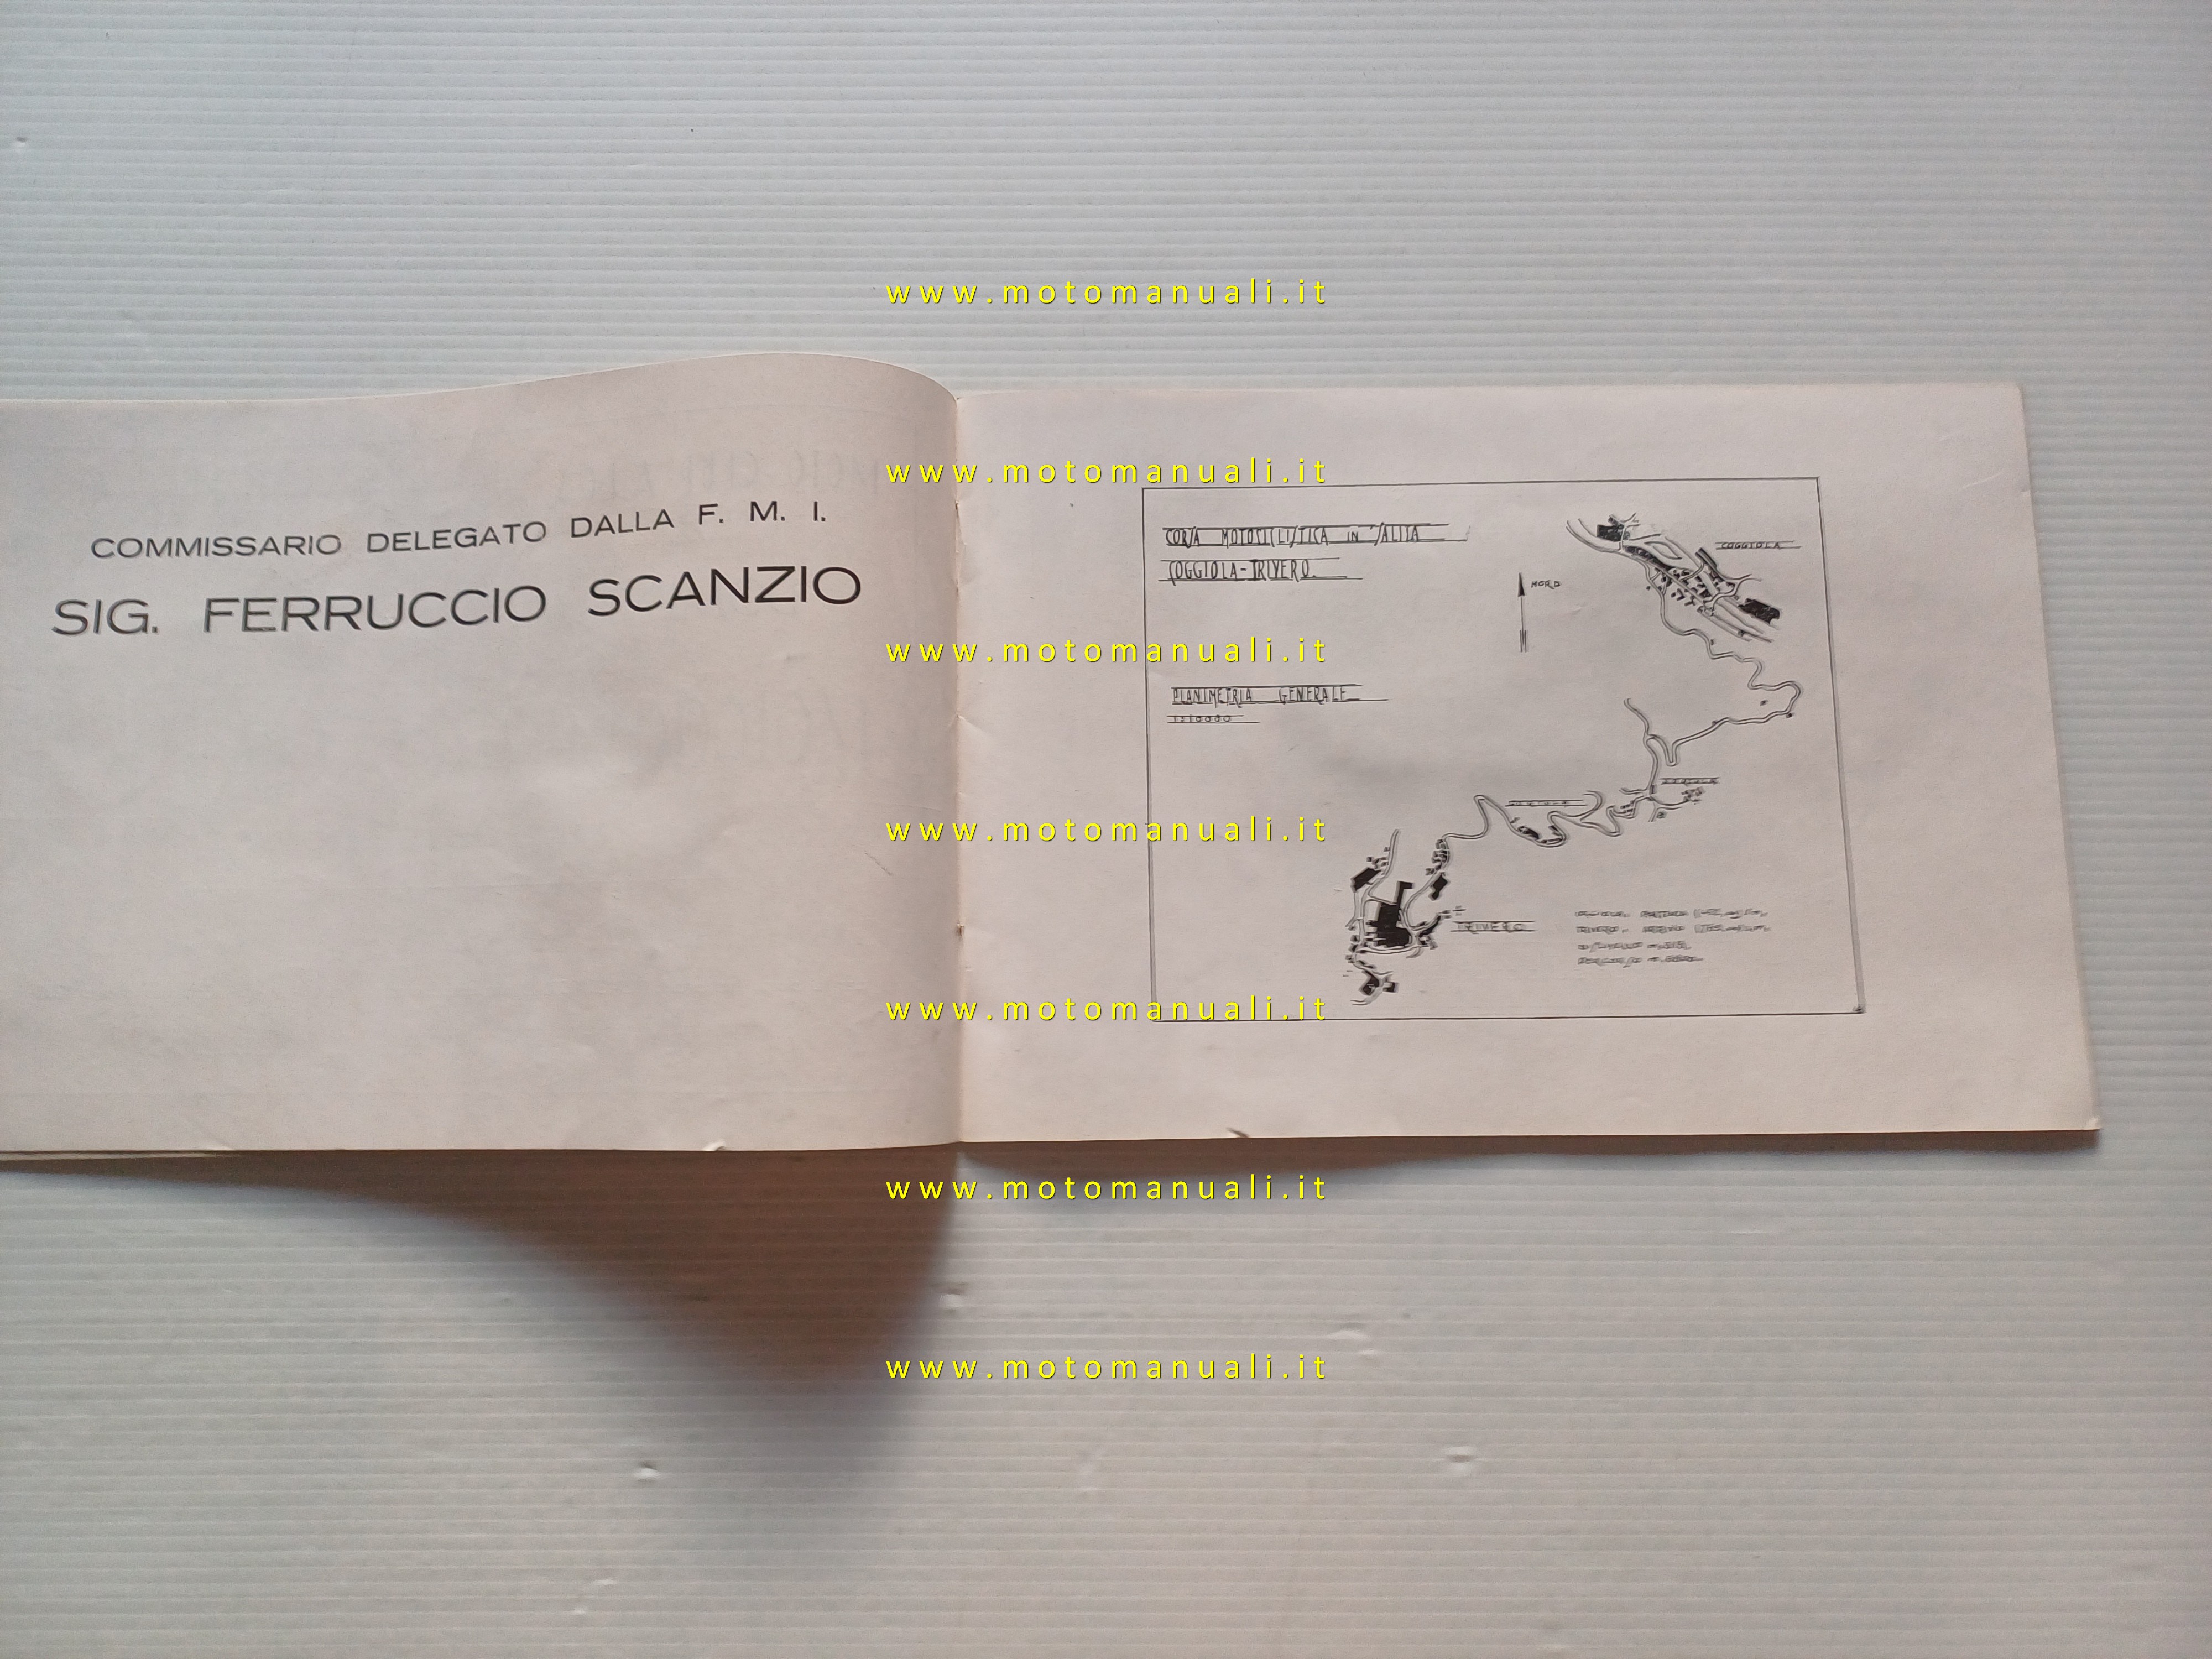 www.motomanuali.it
www.motomanuali.it
COMMISSARIO DELEGATO DALLA F. M. I.
SIG. FERRUCCIO SCANZIO
CORSA MOTOCICLISTICA IN SALITA
COGGIOLA-TRIVERO.
COGGIOLA
NORD
www.motomanuali.it
PLANIMETRIA GENERALE
1:10000
www.motomanuali.it
TRIVERO
www.motomanuali.it
www.motomanuali.it
www.motomanuali.it